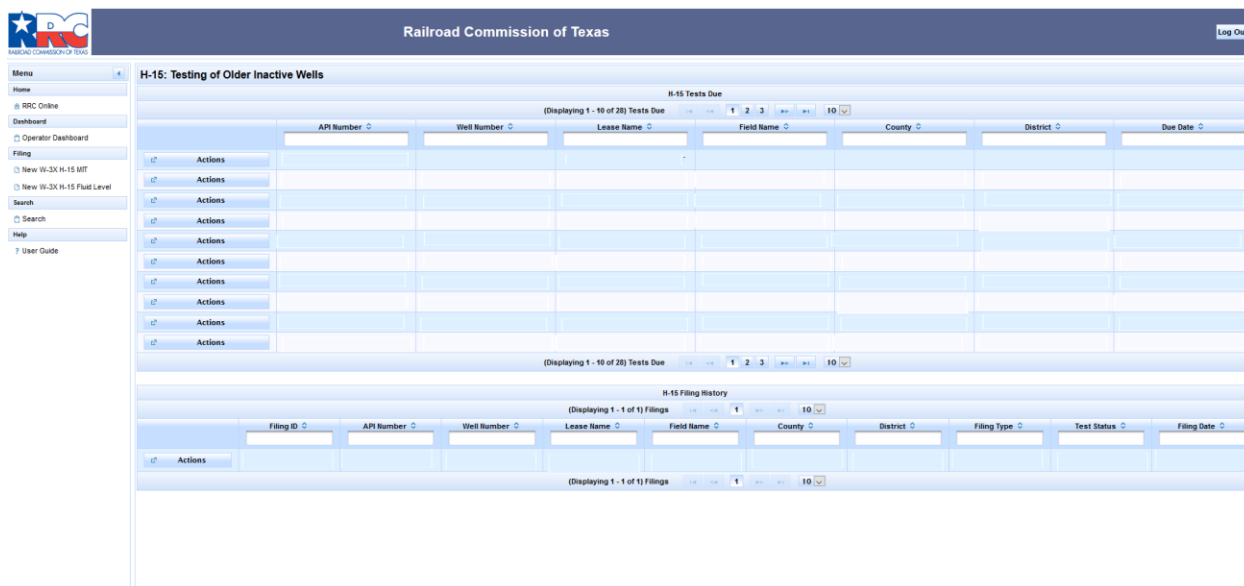 RRC
RAILROAD COMMISSION OF TEXAS
Railroad Commission of Texas
Log Ou
Menu
Home
RRC Online
Dashboard
Operator Dashboard
Filing
New W-3X H-15 MIT
New W-3X H-15 Fluid Level
Search
Search
Help
? User Guide
H-15: Testing of Older Inactive Wells
H-15 Tests Due
(Displaying 1 - 10 of 28) Tests Due 1 2 3 10
API Number Well Number Lease Name Field Name County District Due Date
Actions
Actions
Actions
Actions
Actions
Actions
Actions
Actions
Actions
Actions
(Displaying 1 - 10 of 28) Tests Due 1 2 3 10
H-15 Filing History
(Displaying 1 - 1 of 1) Filings 1 10
Filing ID API Number Well Number Lease Name Field Name County District Filing Type Test Status Filing Date
Actions
(Displaying 1 - 1 of 1) Filings 1 10